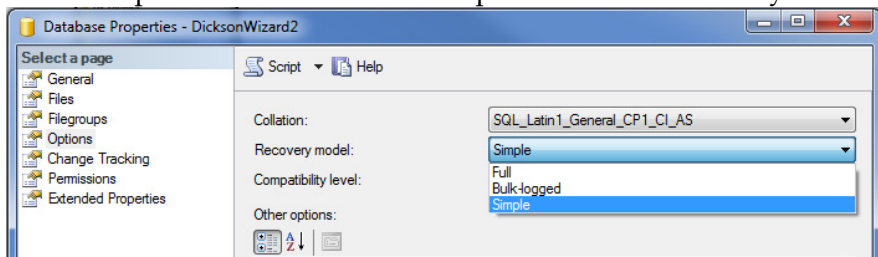 Database Properties - DicksonWizard2
Select a page
General
Files
Filegroups
Options
Change Tracking
Permissions
Extended Properties
Script Help
Collation: SQL_Latin1_General_CP1_CI_AS
Recovery model: Simple
Full
Bulk-logged
Simple
Compatibility level:
Other options: